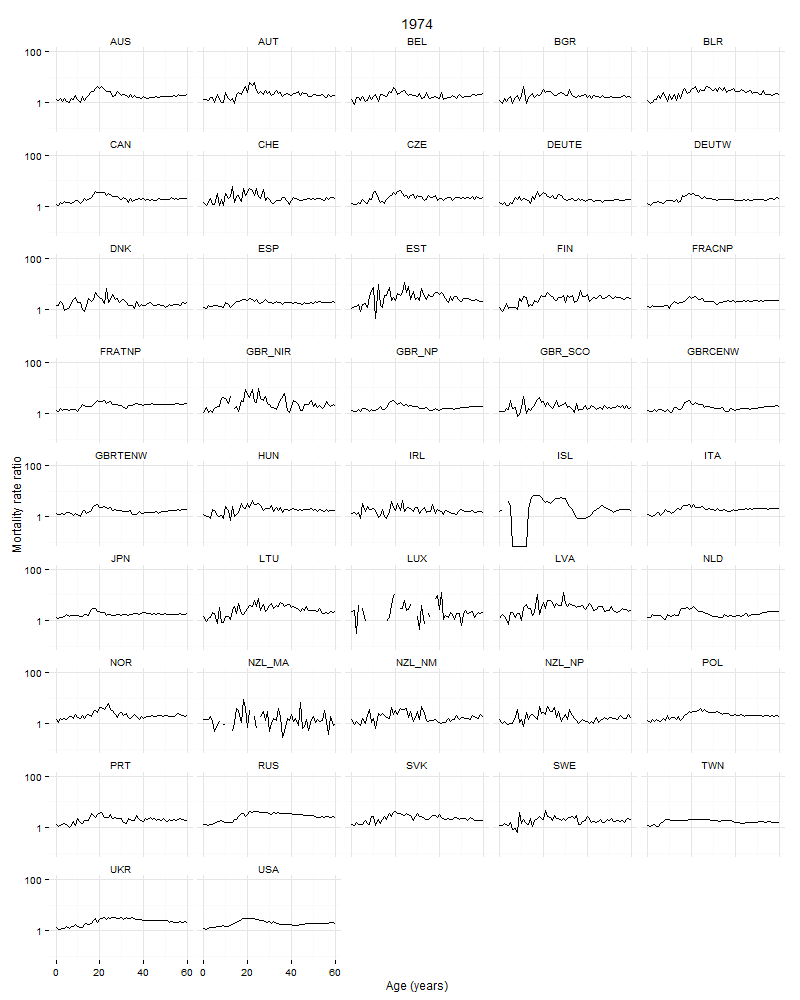 1974
AUS AUT BEL BGR BLR
100
1
CAN CHE CZE DEUTE DEUTW
100
1
DNK ESP EST FIN FRACNP
100
1
FRATNP GBR_NIR GBR_NP GBR_SCO GBRCENW
100
1
Mortality rate ratio
GBRTENW HUN IRL ISL ITA
100
1
JPN LTU LUX LVA NLD
100
1
NOR NZL_MA NZL_NM NZL_NP POL
100
1
PRT RUS SVK SWE TWN
100
1
UKR USA
100
1
0 20 40 60 0 20 40 60
Age (years)